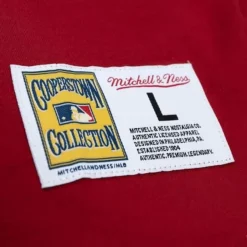 COOPERSTOWN
COLLECTION
MITCHELLANDNESS/MLB
Mitchell & Ness
L
MITCHELL & NESS NOSTALGIA CO.
AUTHENTIC LICENSED APPAREL
DESIGNED IN PHILADELPHIA, PA
ESTABLISHED 1904
AUTHENTIC. PREMIUM. LEGENDARY.